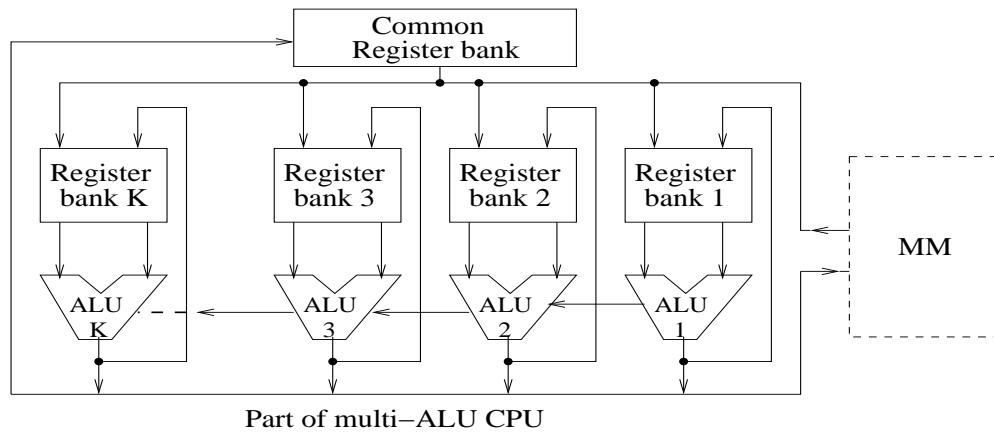 Common
Register bank
Register
bank K
Register
bank 3
Register
bank 2
Register
bank 1
MM
ALU
K
ALU
3
ALU
2
ALU
1
Part of multi−ALU CPU